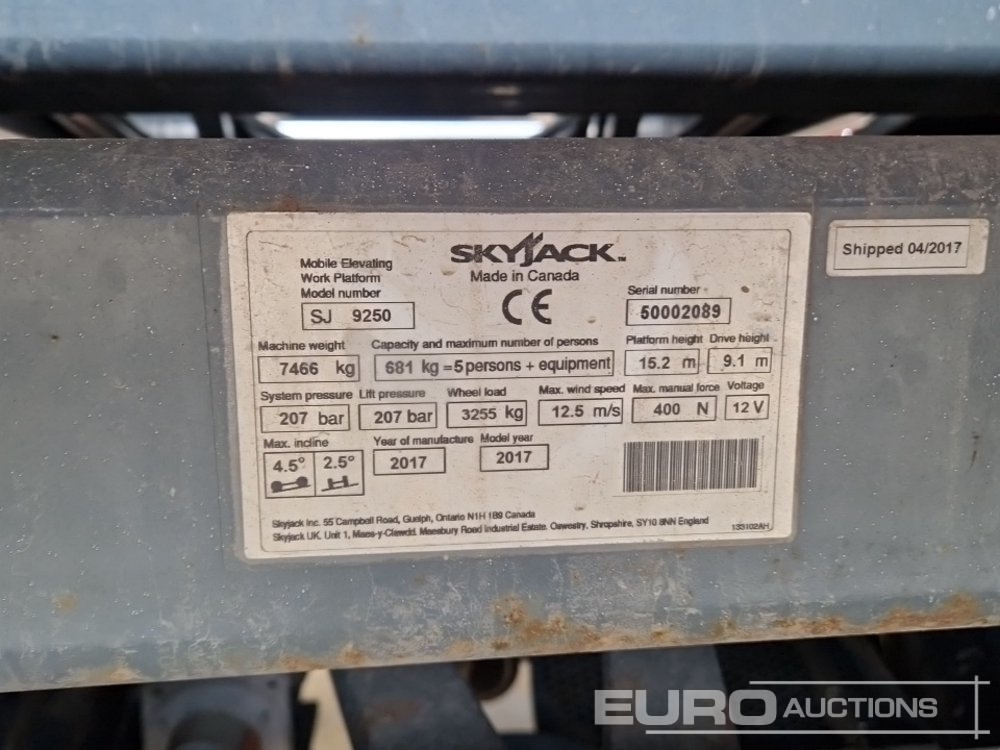 SKYJACK
Made in Canada
Mobile Elevating
Work Platform
Model number
SJ 9250
CE
Serial number
50002089
Shipped 04/2017
Machine weight
7466 kg
Capacity and maximum number of persons
681 kg = 5 persons + equipment
Platform height
15.2 m
Drive height
9.1 m
System pressure
207 bar
Lift pressure
207 bar
Wheel load
3255 kg
Max. wind speed
12.5 m/s
Max. manual force
400 N
Voltage
12 V
Max. incline
4.5° 2.5°
Year of manufacture
2017
Model year
2017
Skyjack Inc. 55 Campbell Road, Guelph, Ontario N1H 1B9 Canada
Skyjack UK. Unit 1, Maes-y-Clawdd. Maesbury Road Industrial Estate. Oswestry, Shropshire, SY10 8NN England
133102AH
EURO AUCTIONS